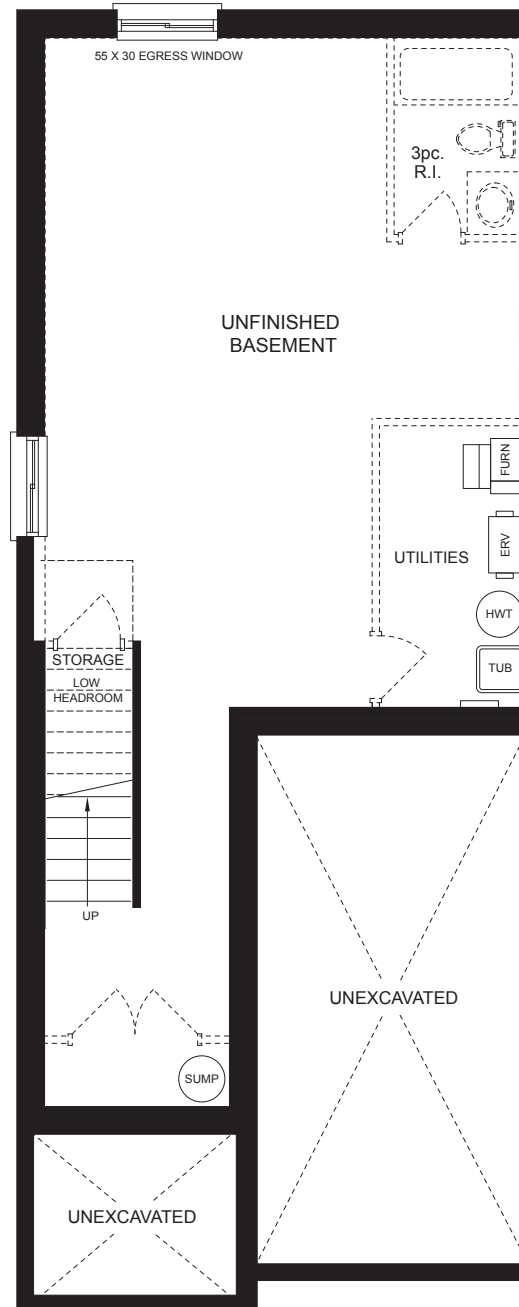 55 X 30 EGRESS WINDOW
3pc.
R.I.
UNFINISHED
BASEMENT
FURN
ERV
UTILITIES
HWT
TUB
STORAGE
LOW
HEADROOM
UP
UNEXCAVATED
SUMP
UNEXCAVATED